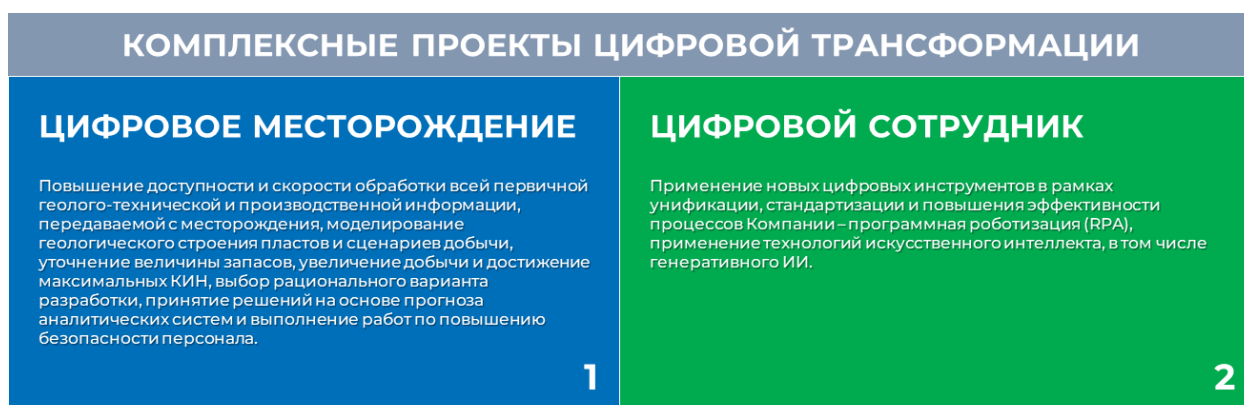 КОМПЛЕКСНЫЕ ПРОЕКТЫ ЦИФРОВОЙ ТРАНСФОРМАЦИИ
ЦИФРОВОЕ МЕСТОРОЖДЕНИЕ
Повышение доступности и скорости обработки всей первичной
геолого-технической и производственной информации,
передаваемой с месторождения, моделирование
геологического строения пластов и сценариев добычи,
уточнение величины запасов, увеличение добычи и достижение
максимальных КИН, выбор рационального варианта
разработки, принятие решений на основе прогноза
аналитических систем и выполнение работ по повышению
безопасности персонала.
1
ЦИФРОВОЙ СОТРУДНИК
Применение новых цифровых инструментов в рамках
унификации, стандартизации и повышения эффективности
процессов Компании – программная роботизация (RPA),
применение технологий искусственного интеллекта, в том числе
генеративного ИИ.
2